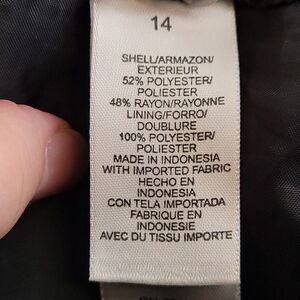 14
SHELL/ARMAZON/
EXTERIEUR
52% POLYESTER/
POLIESTER
48% RAYON/RAYONNE
LINING/FORRO/
DOUBLURE
100% POLYESTER/
POLIESTER
MADE IN INDONESIA
WITH IMPORTED FABRIC
HECHO EN
INDONESIA
CON TELA IMPORTADA
FABRIQUE EN
INDONESIE
AVEC DU TISSU IMPORTE